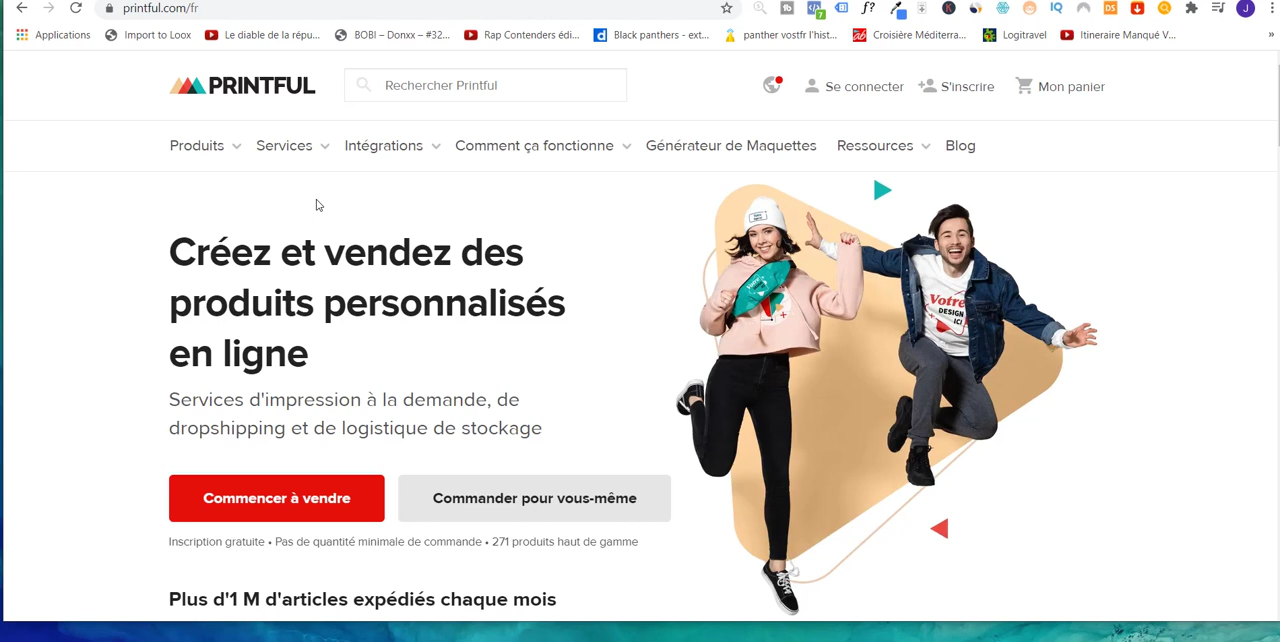 printful.com/fr
Applications Import to Loox Le diable de la répu... BOBI – Donxx – #32... Rap Contenders édi... Black panthers - ext... panther vostfr l'hist... Croisière Méditerra... Logitravel Itineraire Manqué V... »
PRINTFUL Rechercher Printful Se connecter S'inscrire Mon panier
Produits Services Intégrations Comment ça fonctionne Générateur de Maquettes Ressources Blog
Créez et vendez des
produits personnalisés
en ligne
Services d'impression à la demande, de
dropshipping et de logistique de stockage
Commencer à vendre Commander pour vous-même
Inscription gratuite • Pas de quantité minimale de commande • 271 produits haut de gamme
Plus d'1 M d'articles expédiés chaque mois
Votre
DESIGN
ICI